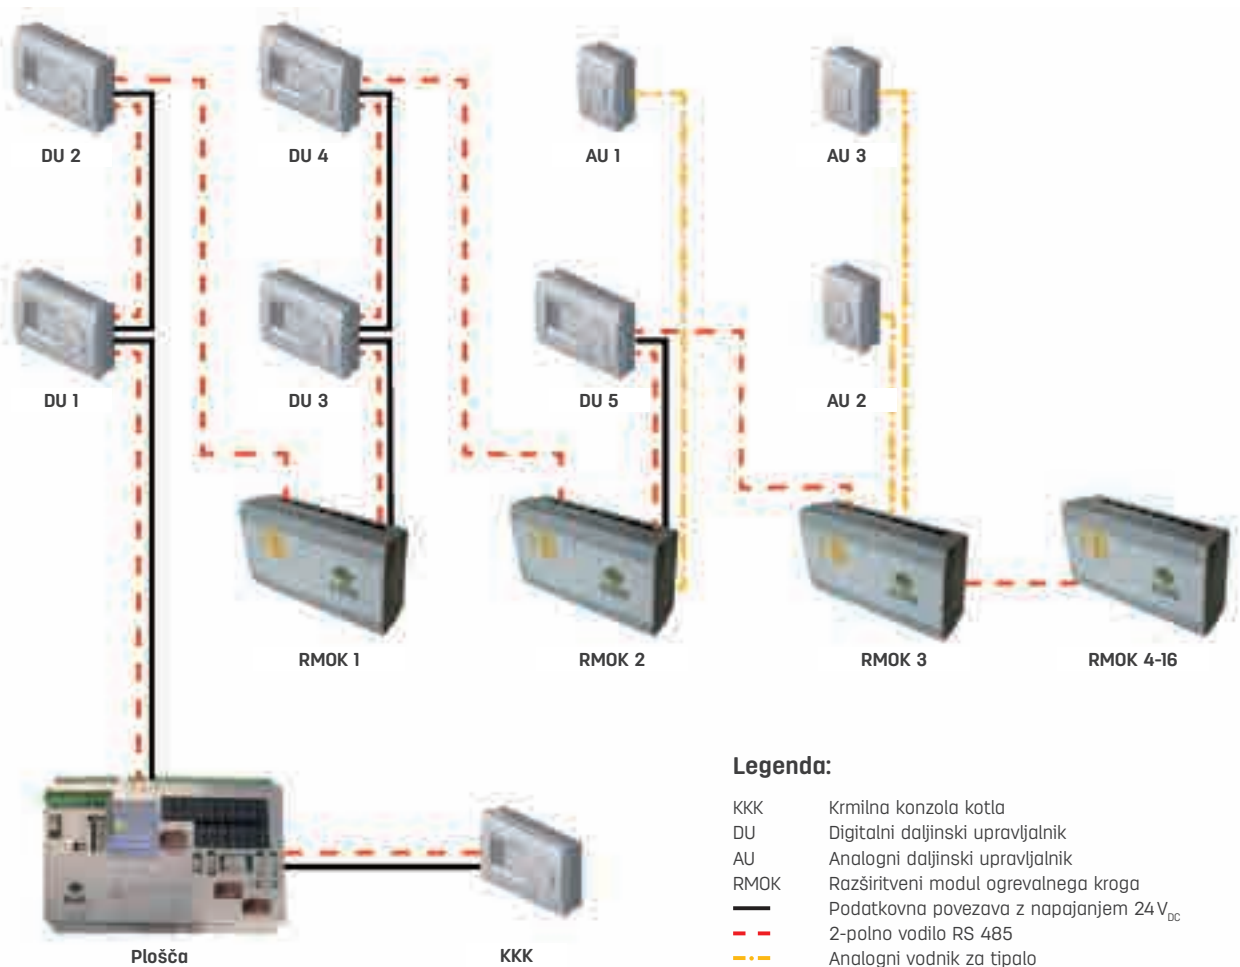 DU 2
DU 4
AU 1
AU 3
DU 1
DU 3
DU 5
AU 2
RMOK 1
RMOK 2
RMOK 3
RMOK 4-16
Plošča
KKK
Legenda:
KKK Krmilna konzola kotla
DU Digitalni daljinski upravljalnik
AU Analogni daljinski upravljalnik
RMOK Razširitveni modul ogrevalnega kroga
Podatkovna povezava z napajanjem 24 VDC
2-polno vodilo RS 485
Analogni vodnik za tipalo